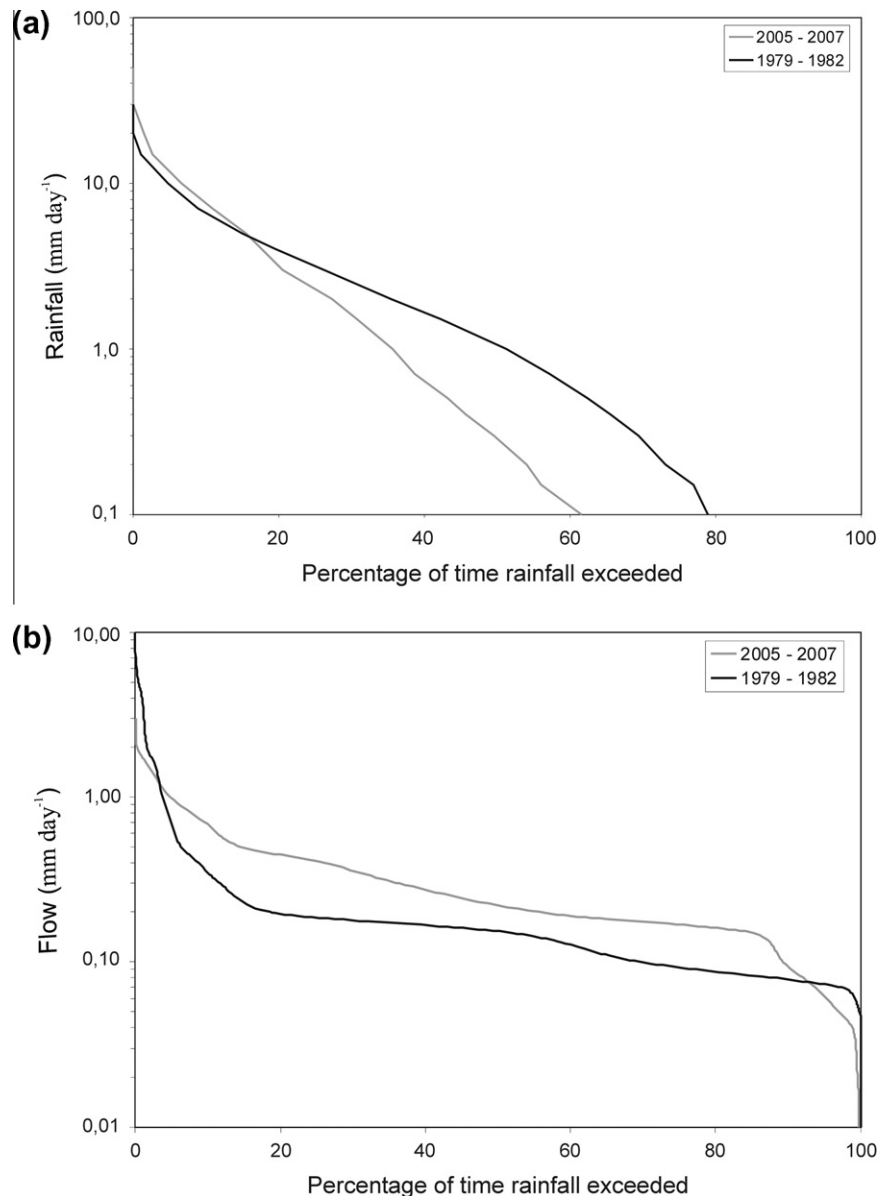 (a)
100,0
10,0
1,0
0,1
Rainfall (mm day-1)
2005 - 2007
1979 - 1982
0 20 40 60 80 100
Percentage of time rainfall exceeded
(b)
10,00
1,00
0,10
0,01
Flow (mm day-1)
2005 - 2007
1979 - 1982
0 20 40 60 80 100
Percentage of time rainfall exceeded